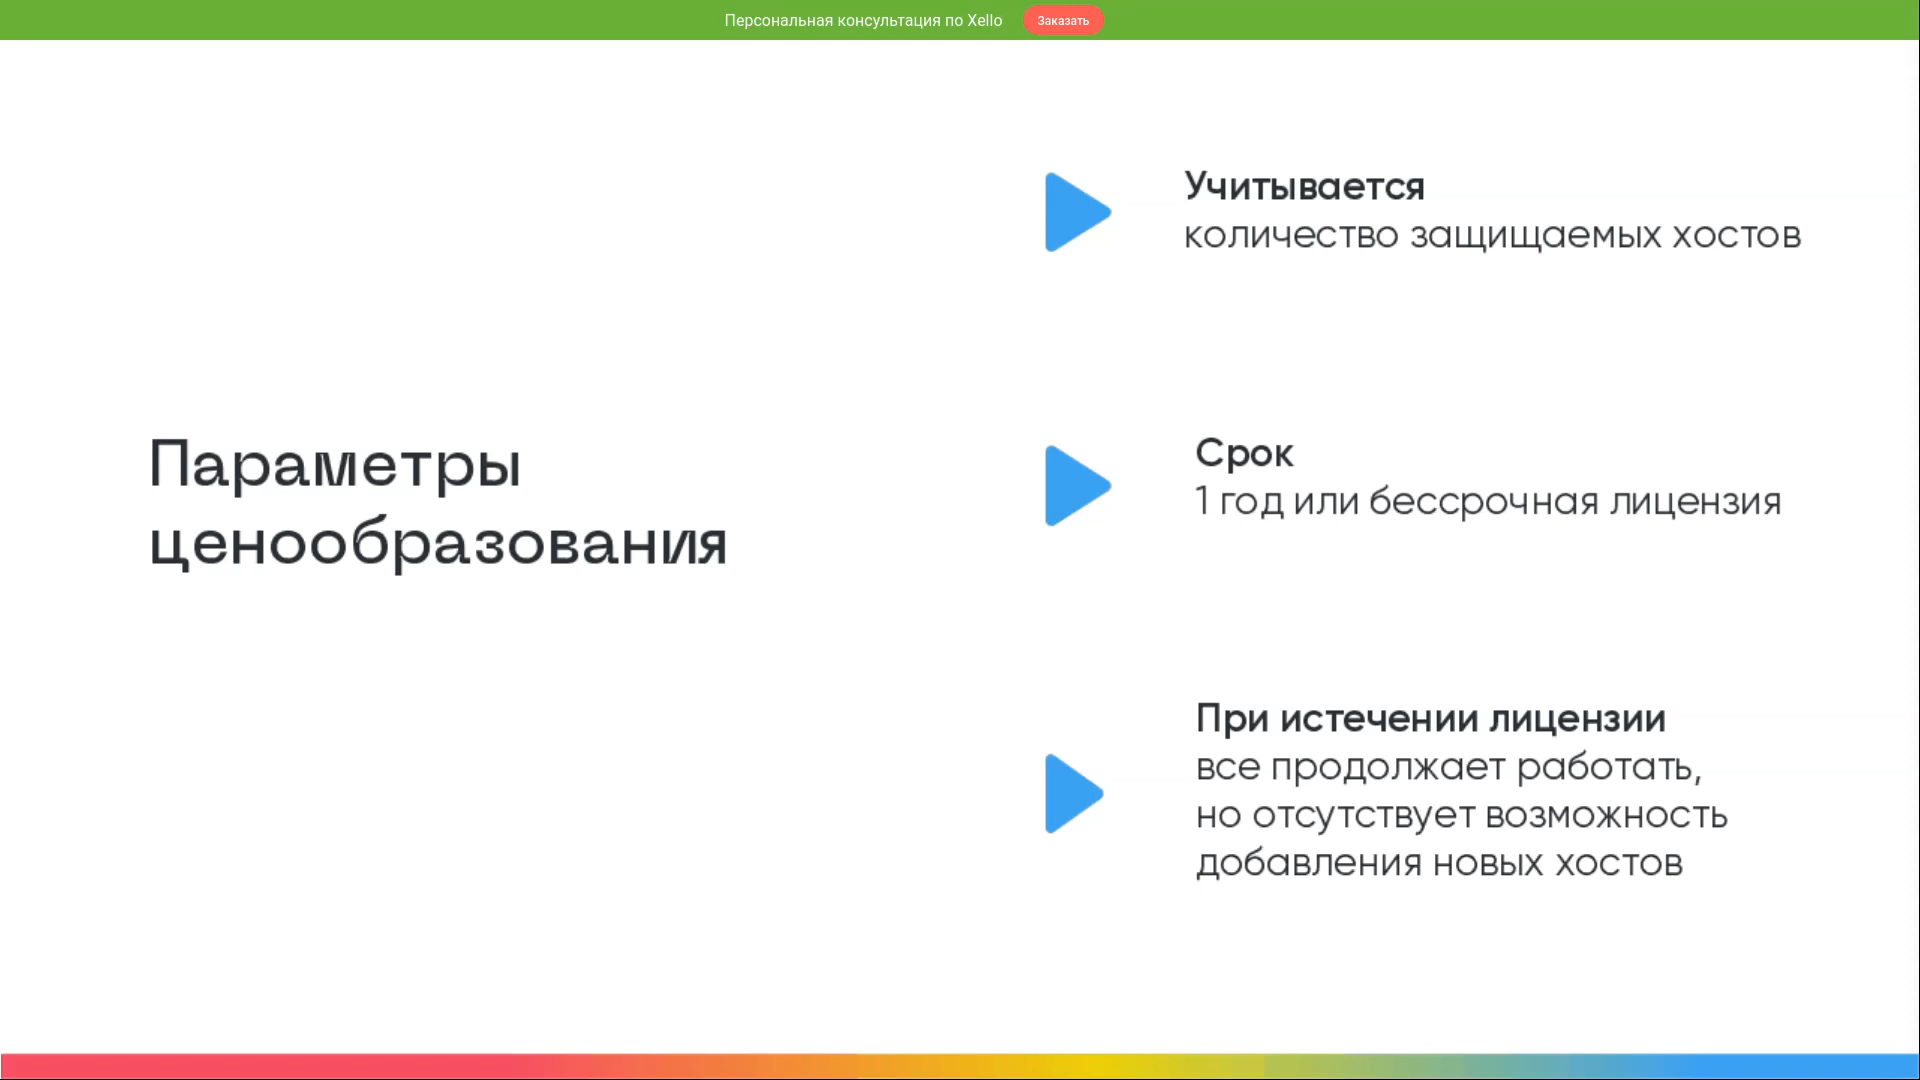 Персональная консультация по Xello
Заказать
Параметры
ценообразования
Учитывается
количество защищаемых хостов
Срок
1 год или бессрочная лицензия
При истечении лицензии
все продолжает работать,
но отсутствует возможность
добавления новых хостов